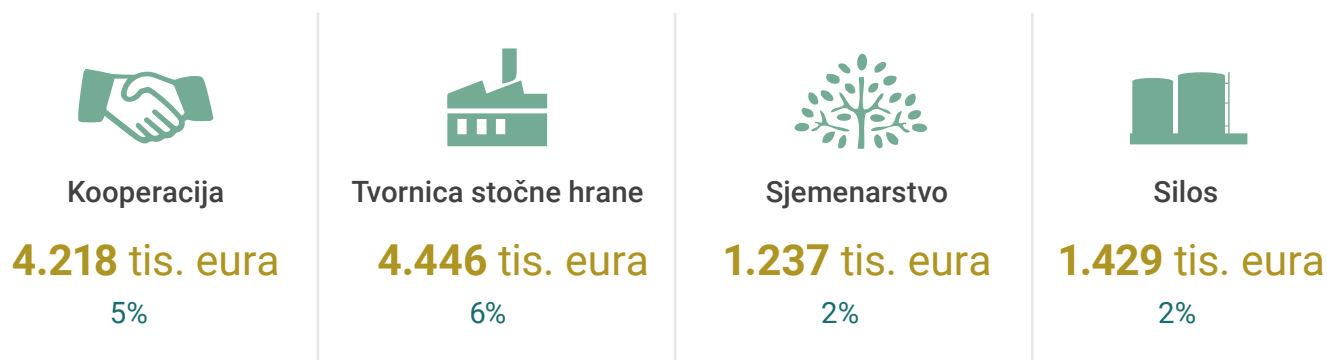 Kooperacija
4.218 tis. eura
5%
Tvornica stočne hrane
4.446 tis. eura
6%
Sjemenarstvo
1.237 tis. eura
2%
Silos
1.429 tis. eura
2%